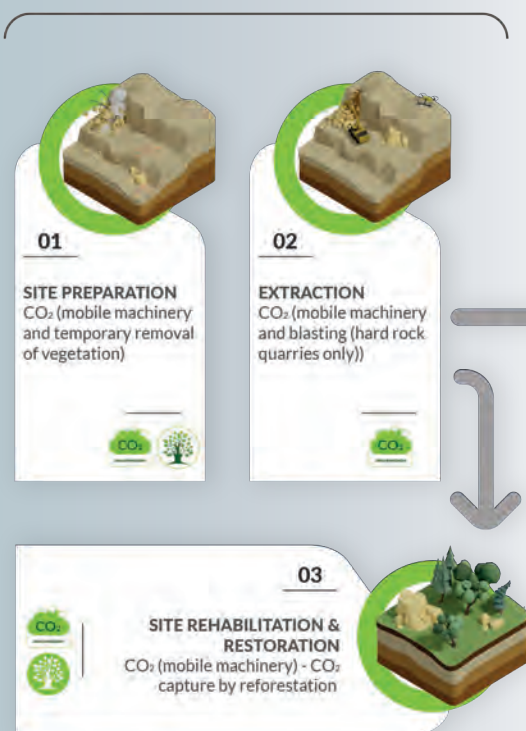 01
SITE PREPARATION
CO₂ (mobile machinery
and temporary removal
of vegetation)
CO₂
02
EXTRACTION
CO₂ (mobile machinery
and blasting (hard rock
quarries only))
CO₂
03
SITE REHABILITATION &
RESTORATION
CO₂ (mobile machinery) - CO₂
capture by reforestation
CO₂